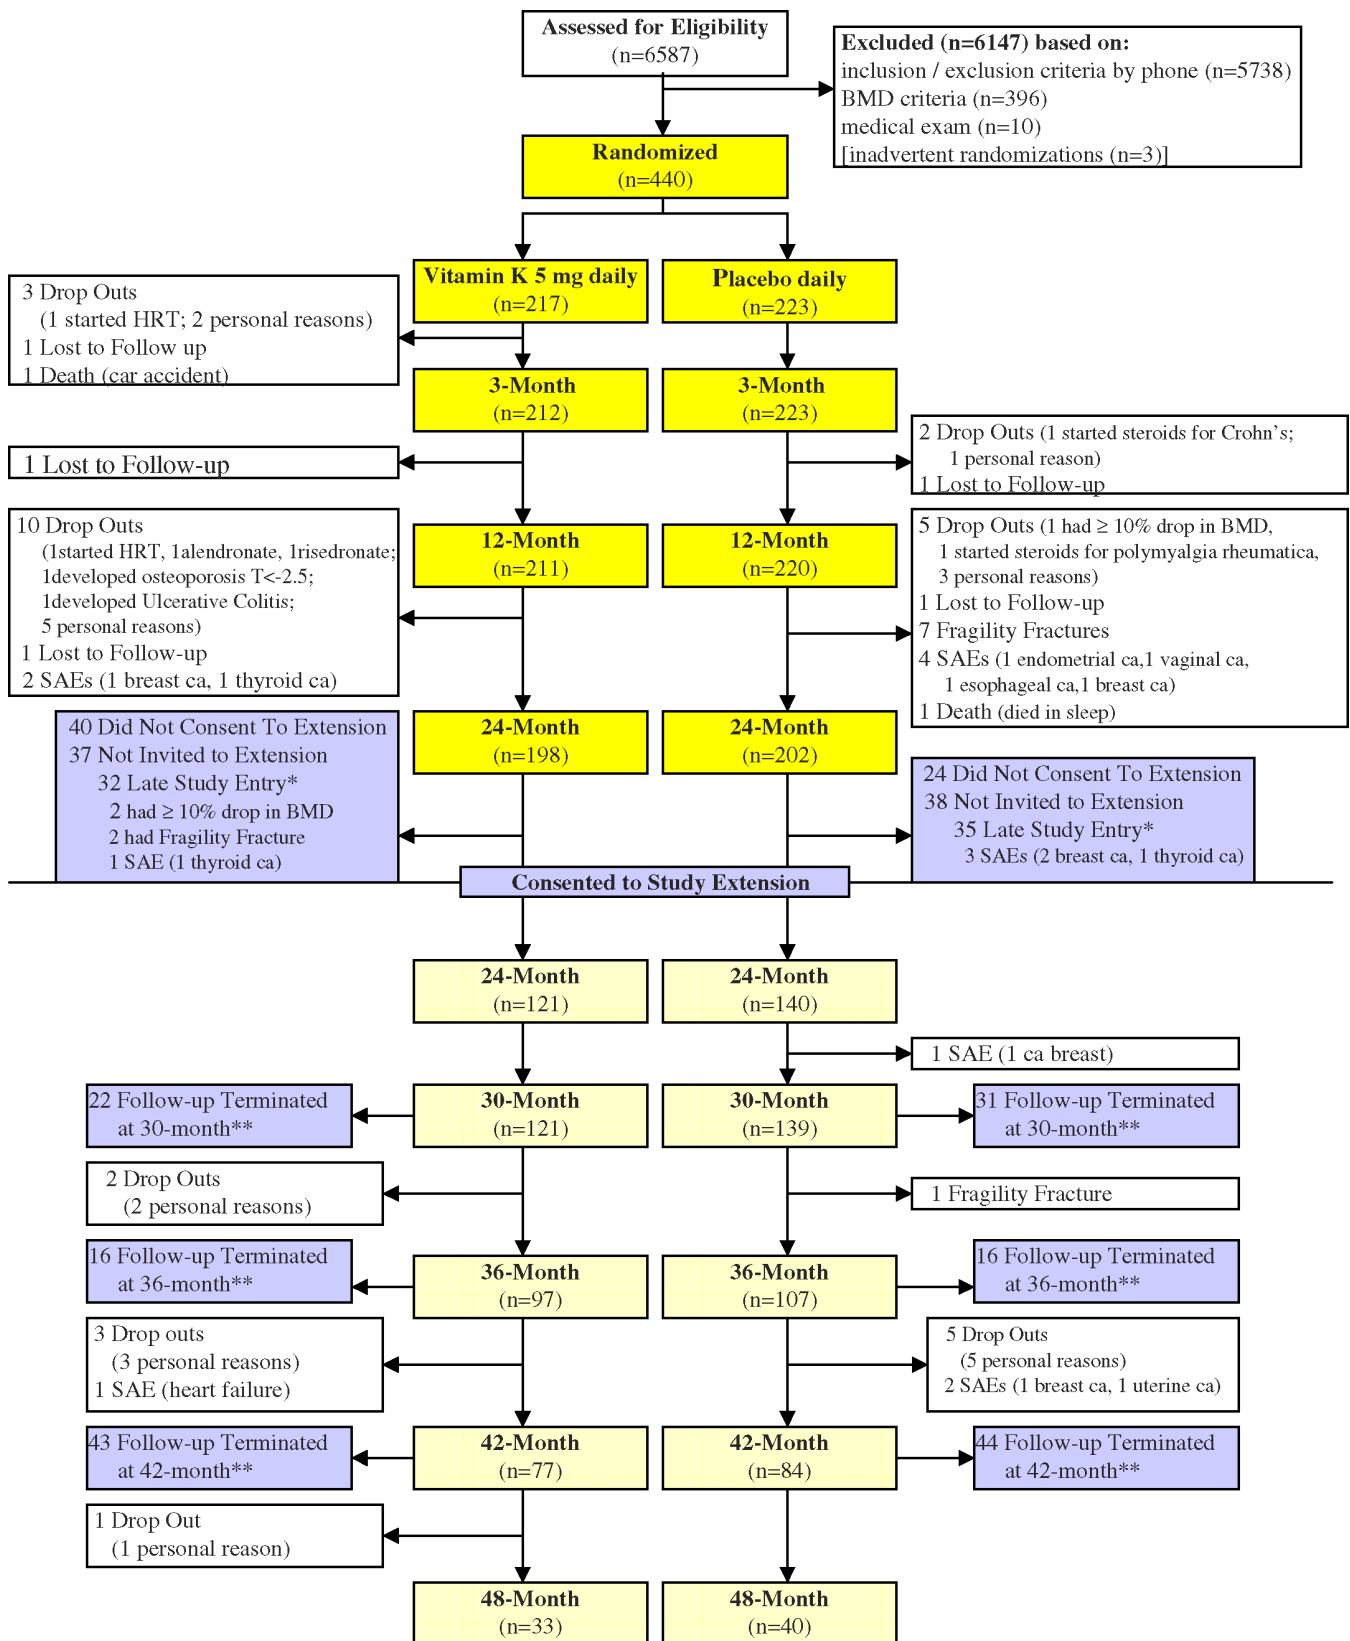 Assessed for Eligibility
(n=6587)
Excluded (n=6147) based on:
inclusion / exclusion criteria by phone (n=5738)
BMD criteria (n=396)
medical exam (n=10)
[inadvertent randomizations (n=3)]
Randomized
(n=440)
Vitamin K 5 mg daily
(n=217)
Placebo daily
(n=223)
3 Drop Outs
(1 started HRT; 2 personal reasons)
1 Lost to Follow up
1 Death (car accident)
3-Month
(n=212)
3-Month
(n=223)
1 Lost to Follow-up
2 Drop Outs (1 started steroids for Crohn's;
1 personal reason)
1 Lost to Follow-up
12-Month
(n=211)
12-Month
(n=220)
10 Drop Outs
(1started HRT, 1alendronate, 1risedronate;
1developed osteoporosis T<-2.5;
1developed Ulcerative Colitis;
5 personal reasons)
1 Lost to Follow-up
2 SAEs (1 breast ca, 1 thyroid ca)
5 Drop Outs (1 had ≥ 10% drop in BMD,
1 started steroids for polymyalgia rheumatica,
3 personal reasons)
1 Lost to Follow-up
7 Fragility Fractures
4 SAEs (1 endometrial ca,1 vaginal ca,
1 esophageal ca,1 breast ca)
1 Death (died in sleep)
24-Month
(n=198)
24-Month
(n=202)
40 Did Not Consent To Extension
37 Not Invited to Extension
32 Late Study Entry*
2 had ≥ 10% drop in BMD
2 had Fragility Fracture
1 SAE (1 thyroid ca)
24 Did Not Consent To Extension
38 Not Invited to Extension
35 Late Study Entry*
3 SAEs (2 breast ca, 1 thyroid ca)
Consented to Study Extension
24-Month
(n=121)
24-Month
(n=140)
1 SAE (1 ca breast)
22 Follow-up Terminated
at 30-month**
30-Month
(n=121)
30-Month
(n=139)
31 Follow-up Terminated
at 30-month**
2 Drop Outs
(2 personal reasons)
1 Fragility Fracture
16 Follow-up Terminated
at 36-month**
36-Month
(n=97)
36-Month
(n=107)
16 Follow-up Terminated
at 36-month**
3 Drop outs
(3 personal reasons)
1 SAE (heart failure)
5 Drop Outs
(5 personal reasons)
2 SAEs (1 breast ca, 1 uterine ca)
43 Follow-up Terminated
at 42-month**
42-Month
(n=77)
42-Month
(n=84)
44 Follow-up Terminated
at 42-month**
1 Drop Out
(1 personal reason)
48-Month
(n=33)
48-Month
(n=40)